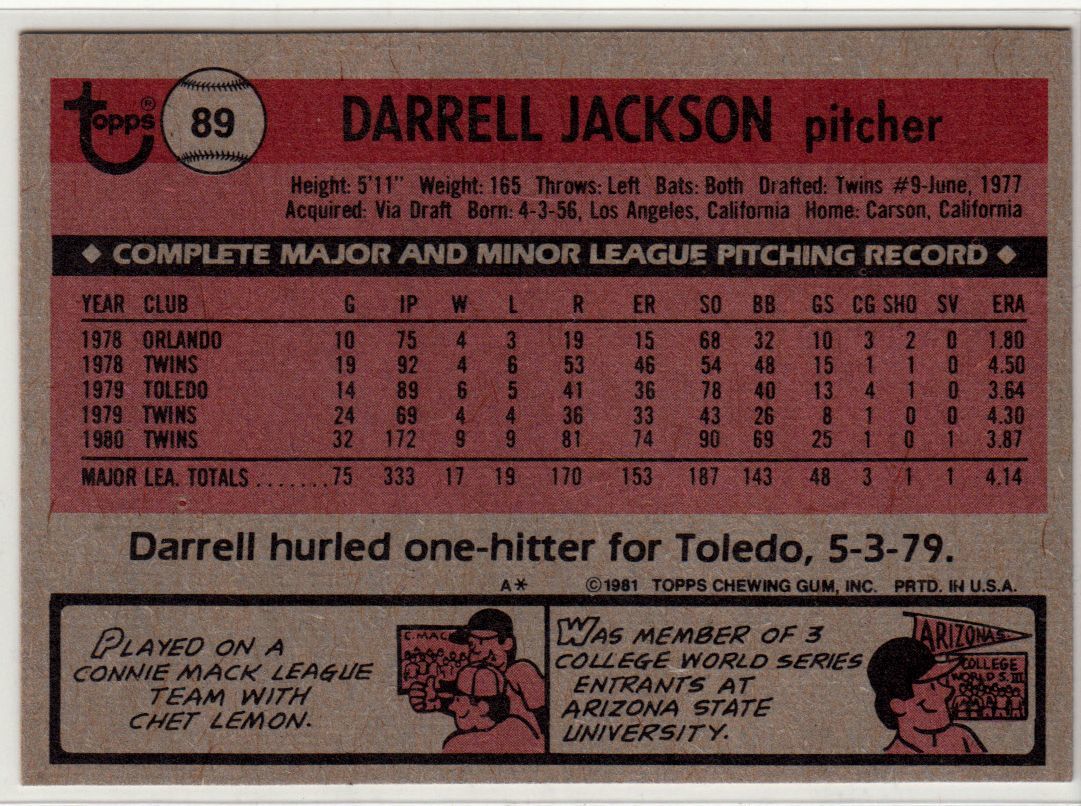 topps® 89 DARRELL JACKSON pitcher
Height: 5'11" Weight: 165 Throws: Left Bats: Both Drafted: Twins #9-June, 1977
Acquired: Via Draft Born: 4-3-56, Los Angeles, California Home: Carson, California
◆ COMPLETE MAJOR AND MINOR LEAGUE PITCHING RECORD ◆
YEAR CLUB G IP W L R ER SO BB GS CG SHO SV ERA
1978 ORLANDO 10 75 4 3 19 15 68 32 10 3 2 0 1.80
1978 TWINS 19 92 4 6 53 46 54 48 15 1 1 0 4.50
1979 TOLEDO 14 89 6 5 41 36 78 40 13 4 1 0 3.64
1979 TWINS 24 69 4 4 36 33 43 26 8 1 0 0 4.30
1980 TWINS 32 172 9 9 81 74 90 69 25 1 0 1 3.87
MAJOR LEA. TOTALS.......75 333 17 19 170 153 187 143 48 3 1 1 4.14
Darrell hurled one-hitter for Toledo, 5-3-79.
A* ©1981 TOPPS CHEWING GUM, INC. PRTD. IN U.S.A.
PLAYED ON A
CONNIE MACK LEAGUE
TEAM WITH
CHET LEMON.
C.MAC
WAS MEMBER OF 3
COLLEGE WORLD SERIES
ENTRANTS AT
ARIZONA STATE
UNIVERSITY.
ARIZONA S.
COLLEGE
WORLD S.